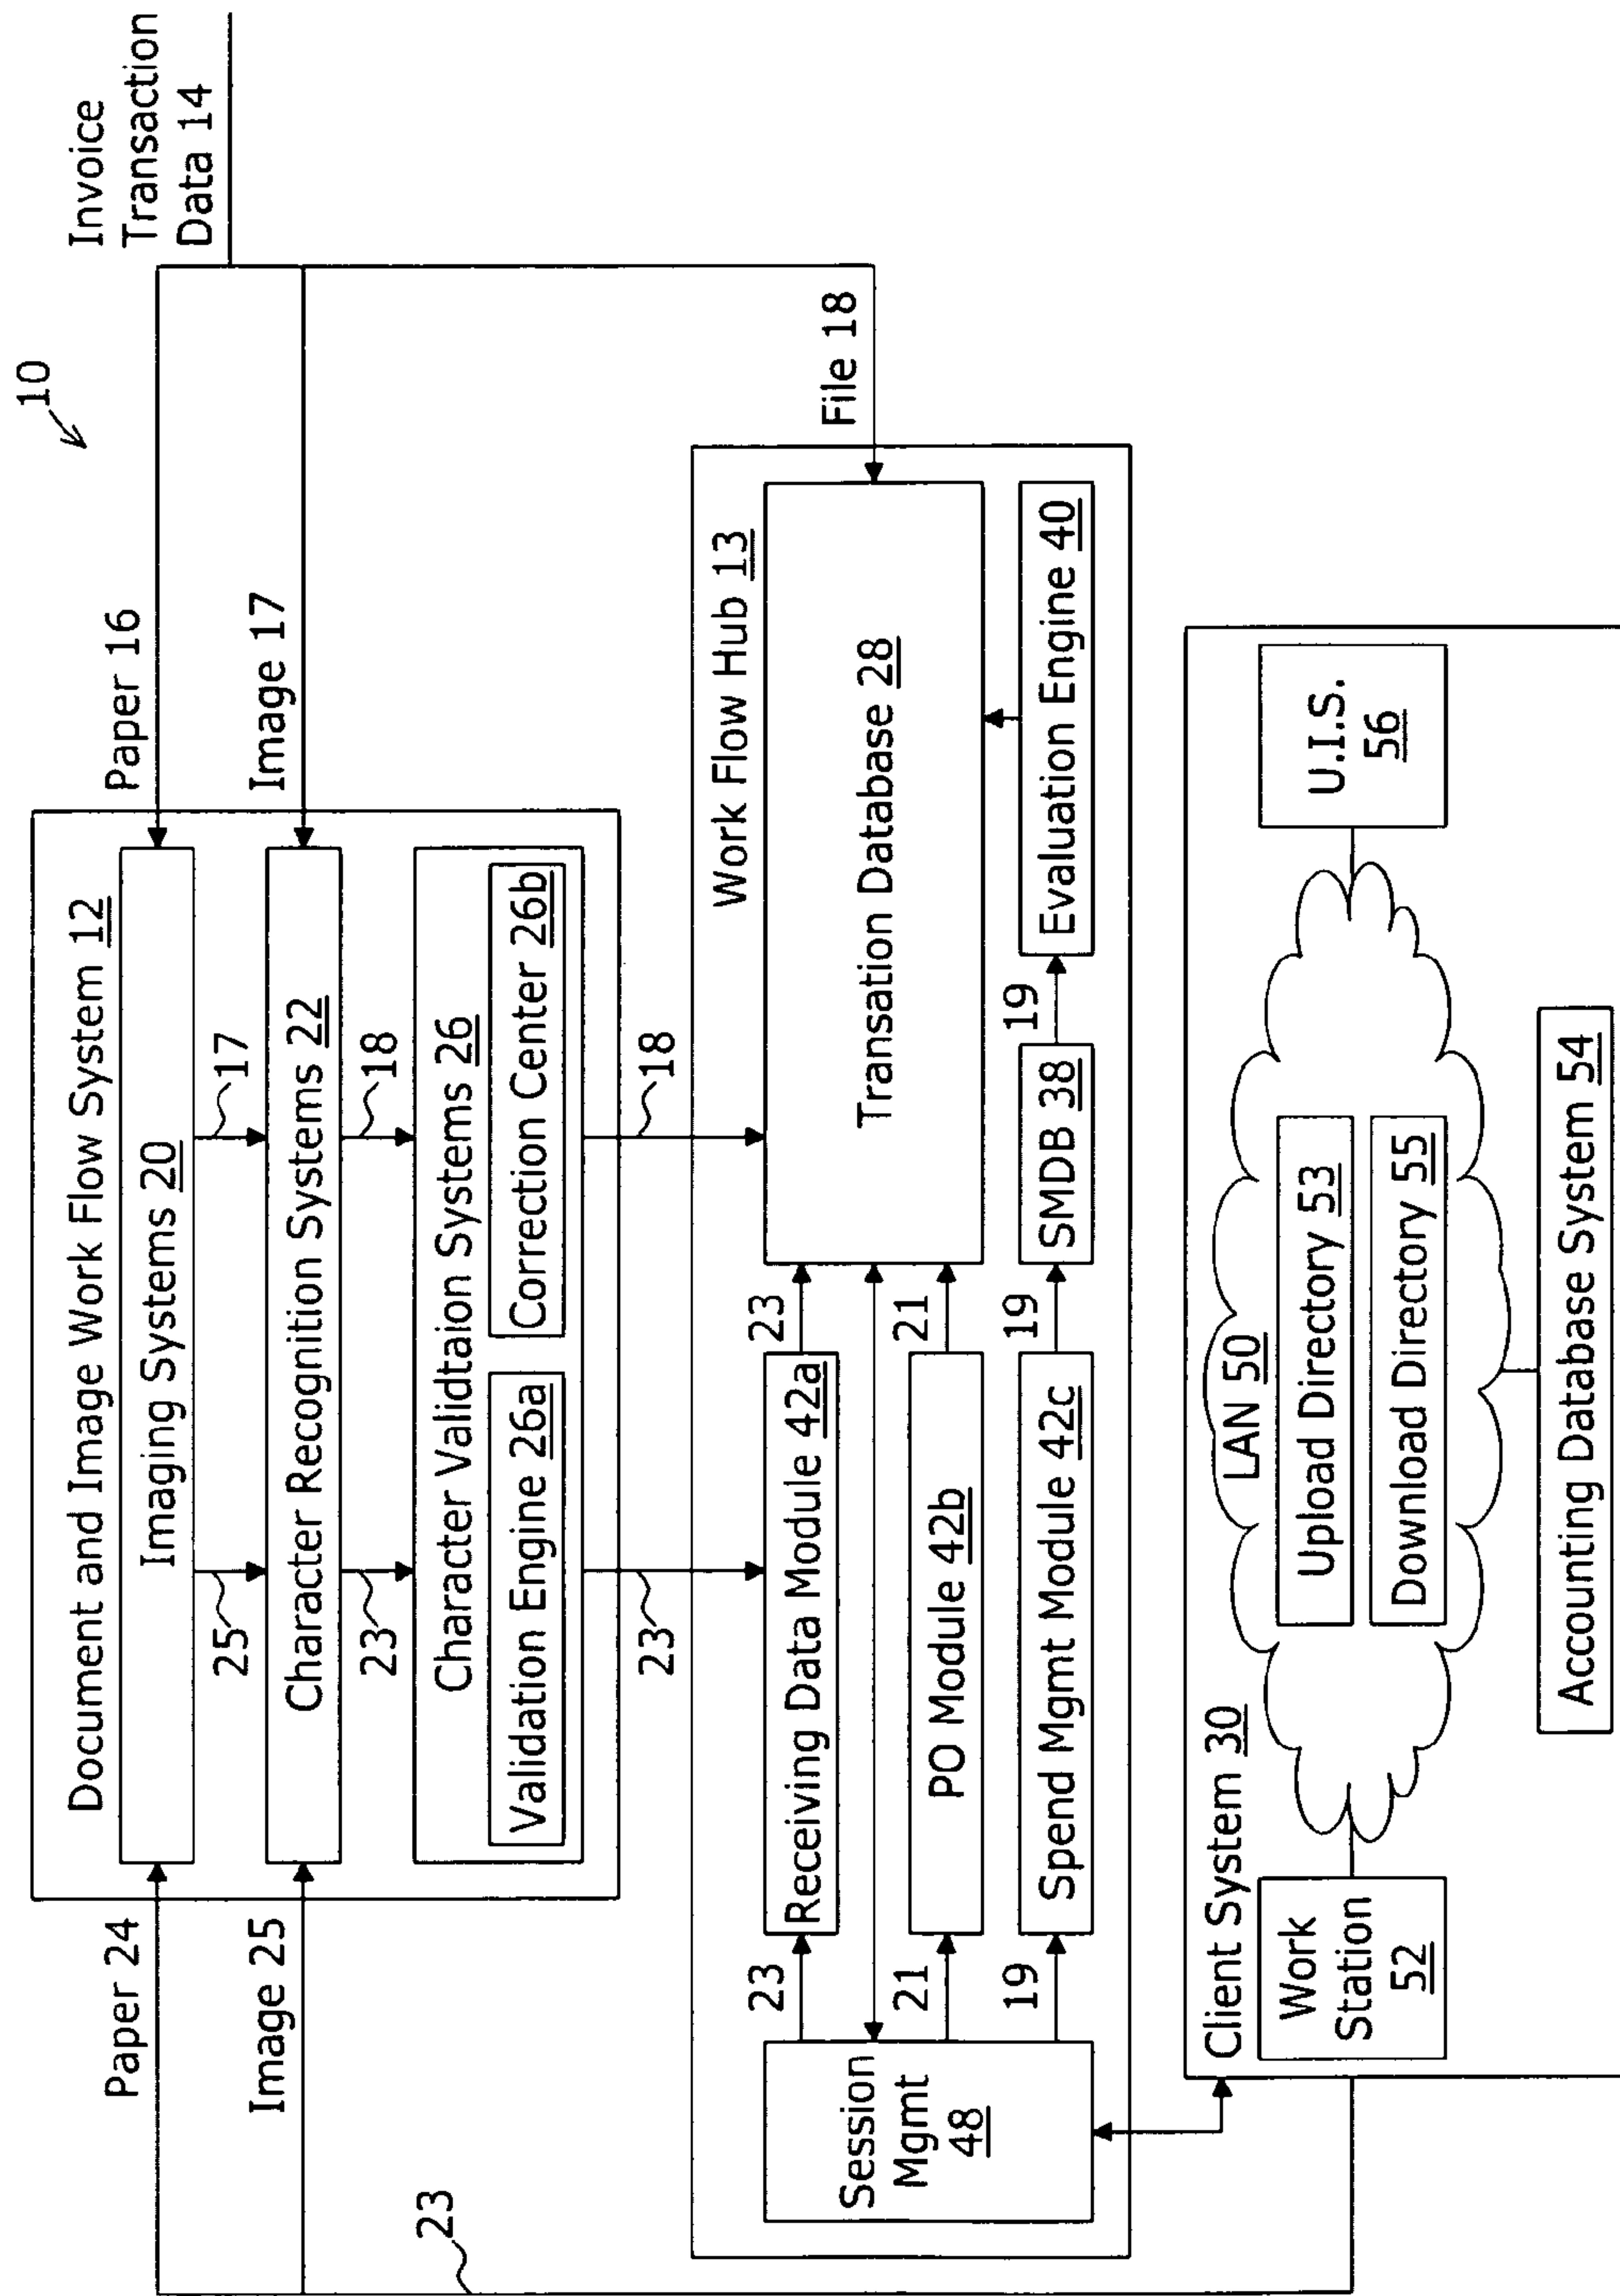 10
Invoice
Transaction
Data 14
Paper 24
Paper 16
Image 25
Image 17
File 18
23
Document and Image Work Flow System 12
Imaging Systems 20
25
17
Character Recognition Systems 22
23
18
Character Validtaion Systems 26
Validation Engine 26a
Correction Center 26b
23
18
Work Flow Hub 13
Session
Mgmt
48
23
Receiving Data Module 42a
23
Transation Database 28
21
PO Module 42b
21
19
Spend Mgmt Module 42c
19
SMDB 38
19
Evaluation Engine 40
Client System 30
Work
Station
52
LAN 50
Upload Directory 53
Download Directory 55
U.I.S.
56
Accounting Database System 54